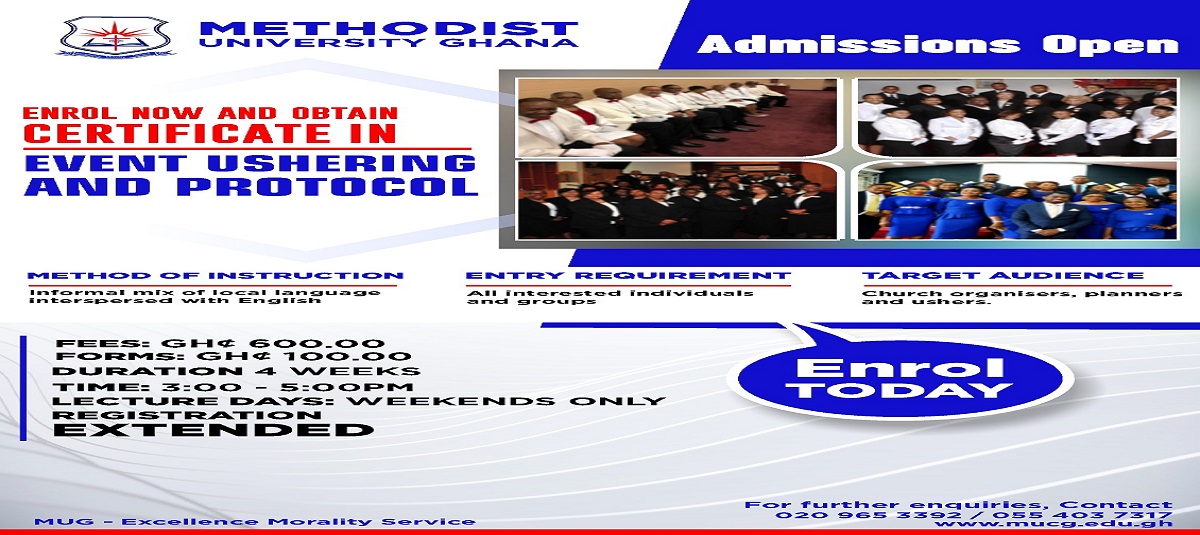 METHODIST
UNIVERSITY GHANA
Admissions Open
ENROL NOW AND OBTAIN
CERTIFICATE IN
EVENT USHERING
AND PROTOCOL
METHOD OF INSTRUCTION
Informal mix of local language
interspersed with English
ENTRY REQUIREMENT
All interested individuals
and groups
TARGET AUDIENCE
Church organisers, planners
and ushers.
FEES: GH¢ 600.00
FORMS: GH¢ 100.00
DURATION 4 WEEKS
TIME: 3:00 - 5:00PM
LECTURE DAYS: WEEKENDS ONLY
REGISTRATION
EXTENDED
Enrol
TODAY
MUG - Excellence Morality Service
For further enquiries, Contact
020 965 3392 / 055 403 7317
www.mucg.edu.gh